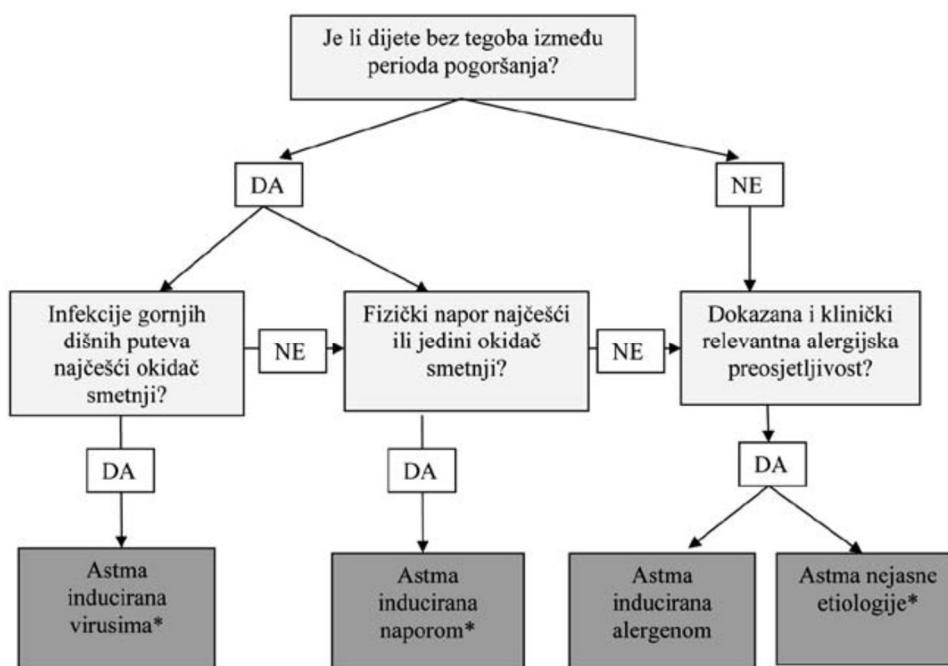 Je li dijete bez tegoba između
perioda pogoršanja?
DA
NE
Infekcije gornjih
dišnih puteva
najčešći okidač
smetnji?
NE
Fizički napor najčešći
ili jedini okidač
smetnji?
NE
Dokazana i klinički
relevantna alergijska
preosjetljivost?
DA
DA
DA
Astma
inducirana
virusima*
Astma
inducirana
naporom*
Astma
inducirana
alergenom
Astma nejasne
etiologije*